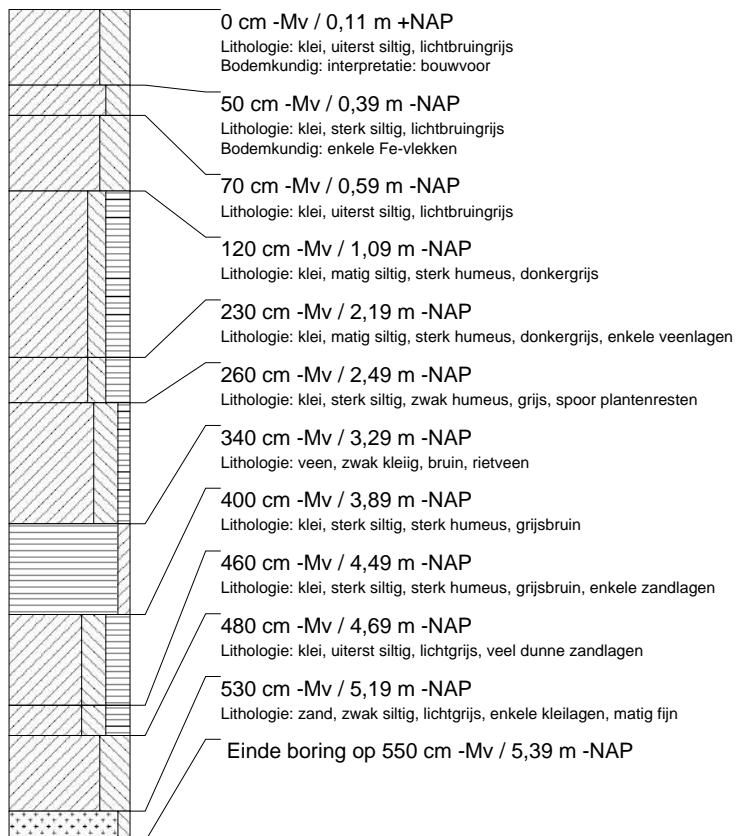 0 cm -Mv / 0,11 m +NAP
Lithologie: klei, uiterst siltig, lichtbruingrijs
Bodemkundig: interpretatie: bouwvoor
50 cm -Mv / 0,39 m -NAP
Lithologie: klei, sterk siltig, lichtbruingrijs
Bodemkundig: enkele Fe-vlekken
70 cm -Mv / 0,59 m -NAP
Lithologie: klei, uiterst siltig, lichtbruingrijs
120 cm -Mv / 1,09 m -NAP
Lithologie: klei, matig siltig, sterk humeus, donkergrijs
230 cm -Mv / 2,19 m -NAP
Lithologie: klei, matig siltig, sterk humeus, donkergrijs, enkele veenlagen
260 cm -Mv / 2,49 m -NAP
Lithologie: klei, sterk siltig, zwak humeus, grijs, spoor plantenresten
340 cm -Mv / 3,29 m -NAP
Lithologie: veen, zwak kleiig, bruin, rietveen
400 cm -Mv / 3,89 m -NAP
Lithologie: klei, sterk siltig, sterk humeus, grijsbruin
460 cm -Mv / 4,49 m -NAP
Lithologie: klei, sterk siltig, sterk humeus, grijsbruin, enkele zandlagen
480 cm -Mv / 4,69 m -NAP
Lithologie: klei, uiterst siltig, lichtgrijs, veel dunne zandlagen
530 cm -Mv / 5,19 m -NAP
Lithologie: zand, zwak siltig, lichtgrijs, enkele kleilagen, matig fijn
Einde boring op 550 cm -Mv / 5,39 m -NAP